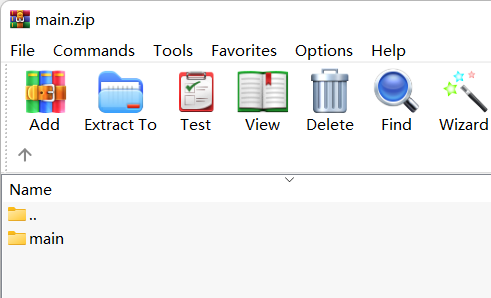 main.zip
File Commands Tools Favorites Options Help
Add Extract To Test View Delete Find Wizard
Name
..
main